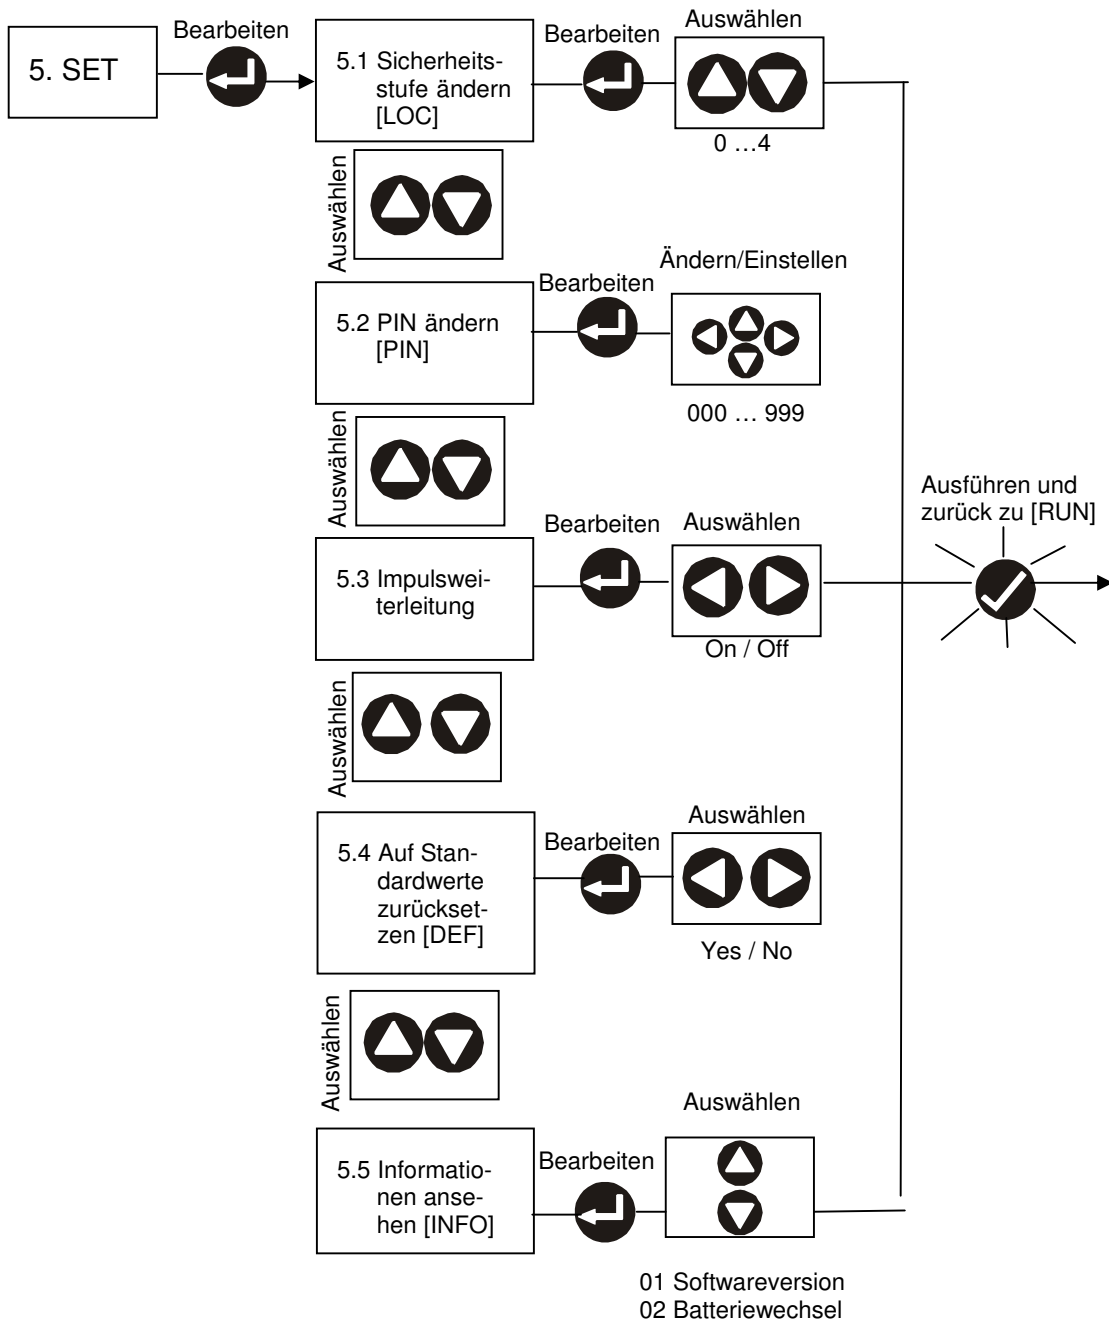 Bearbeiten
5. SET
5.1 Sicherheits-
stufe ändern
[LOC]
Bearbeiten
Auswählen
0 …4
Auswählen
5.2 PIN ändern
[PIN]
Bearbeiten
Ändern/Einstellen
000 … 999
Auswählen
5.3 Impulswei-
terleitung
Bearbeiten
Auswählen
On / Off
Ausführen und
zurück zu [RUN]
Auswählen
5.4 Auf Stan-
dardwerte
zurückset-
zen [DEF]
Bearbeiten
Auswählen
Yes / No
Auswählen
5.5 Informatio-
nen anse-
hen [INFO]
Bearbeiten
Auswählen
01 Softwareversion
02 Batteriewechsel